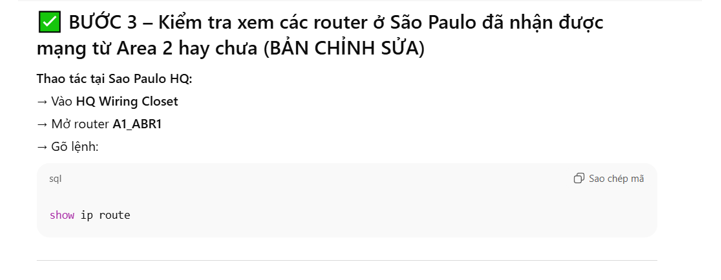 ✅ BƯỚC 3 – Kiểm tra xem các router ở São Paulo đã nhận được
mạng từ Area 2 hay chưa (BẢN CHỈNH SỬA)
Thao tác tại Sao Paulo HQ:
→ Vào HQ Wiring Closet
→ Mở router A1_ABR1
→ Gõ lệnh:
sql
Sao chép mã
show ip route